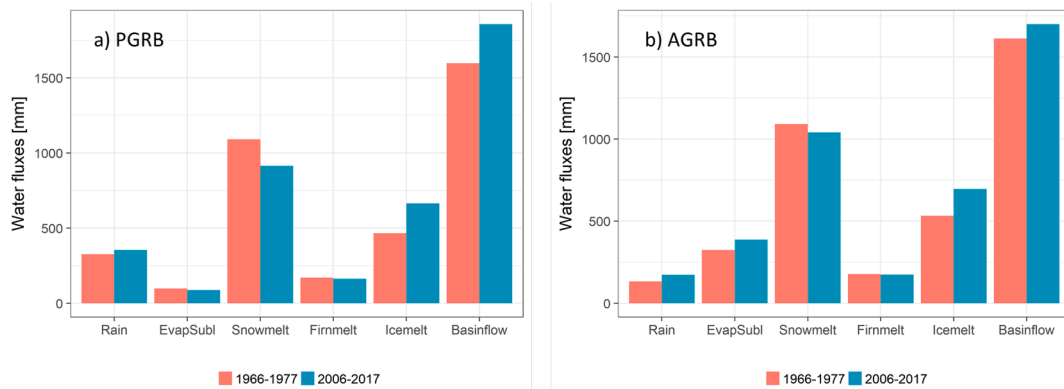 a) PGRB
Water fluxes [mm]
1500
1000
500
0
Rain EvapSubl Snowmelt Firnmelt Icemelt Basinflow
1966-1977 2006-2017
b) AGRB
Water fluxes [mm]
1500
1000
500
0
Rain EvapSubl Snowmelt Firnmelt Icemelt Basinflow
1966-1977 2006-2017